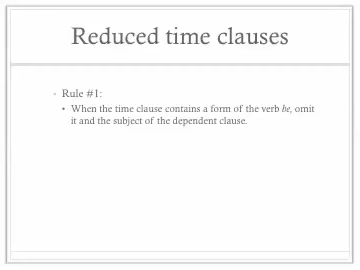 Reduced time clauses
Rule #1:
When the time clause contains a form of the verb be, omit
it and the subject of the dependent clause.